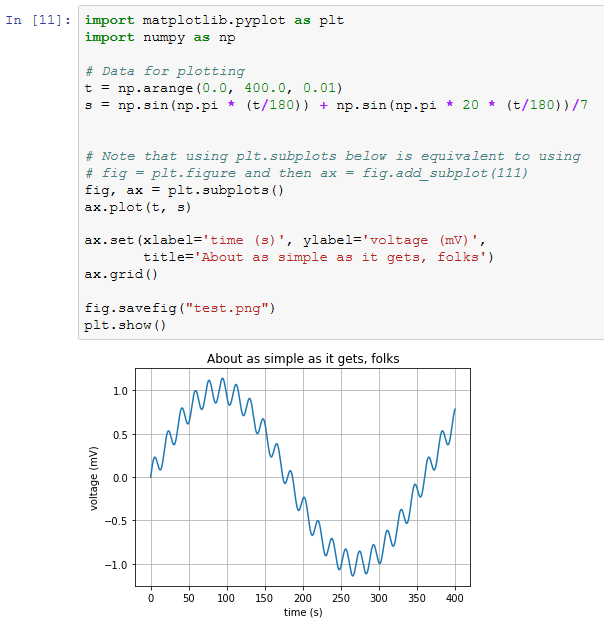 In [11]: import matplotlib.pyplot as plt
import numpy as np
# Data for plotting
t = np.arange(0.0, 400.0, 0.01)
s = np.sin(np.pi * (t/180)) + np.sin(np.pi * 20 * (t/180))/7
# Note that using plt.subplots below is equivalent to using
# fig = plt.figure and then ax = fig.add_subplot(111)
fig, ax = plt.subplots()
ax.plot(t, s)
ax.set(xlabel='time (s)', ylabel='voltage (mV)',
title='About as simple as it gets, folks')
ax.grid()
fig.savefig("test.png")
plt.show()
About as simple as it gets, folks
1.0
0.5
0.0
−0.5
−1.0
voltage (mV)
0 50 100 150 200 250 300 350 400
time (s)